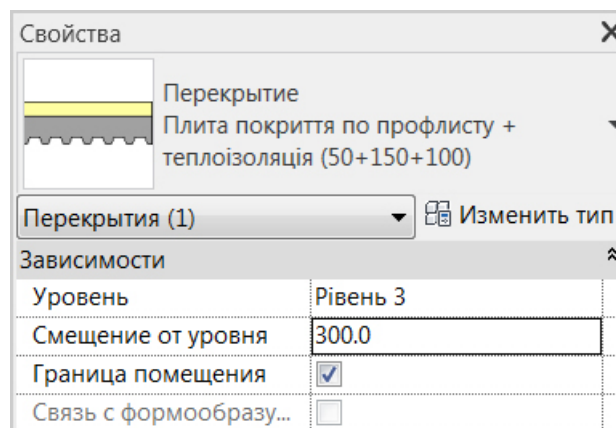 Свойства
Перекрытие
Плита покриття по профлисту +
теплоізоляція (50+150+100)
Перекрытия (1)
Изменить тип
Зависимости
Уровень
Рівень 3
Смещение от уровня
300.0
Граница помещения
Связь с формообразу...